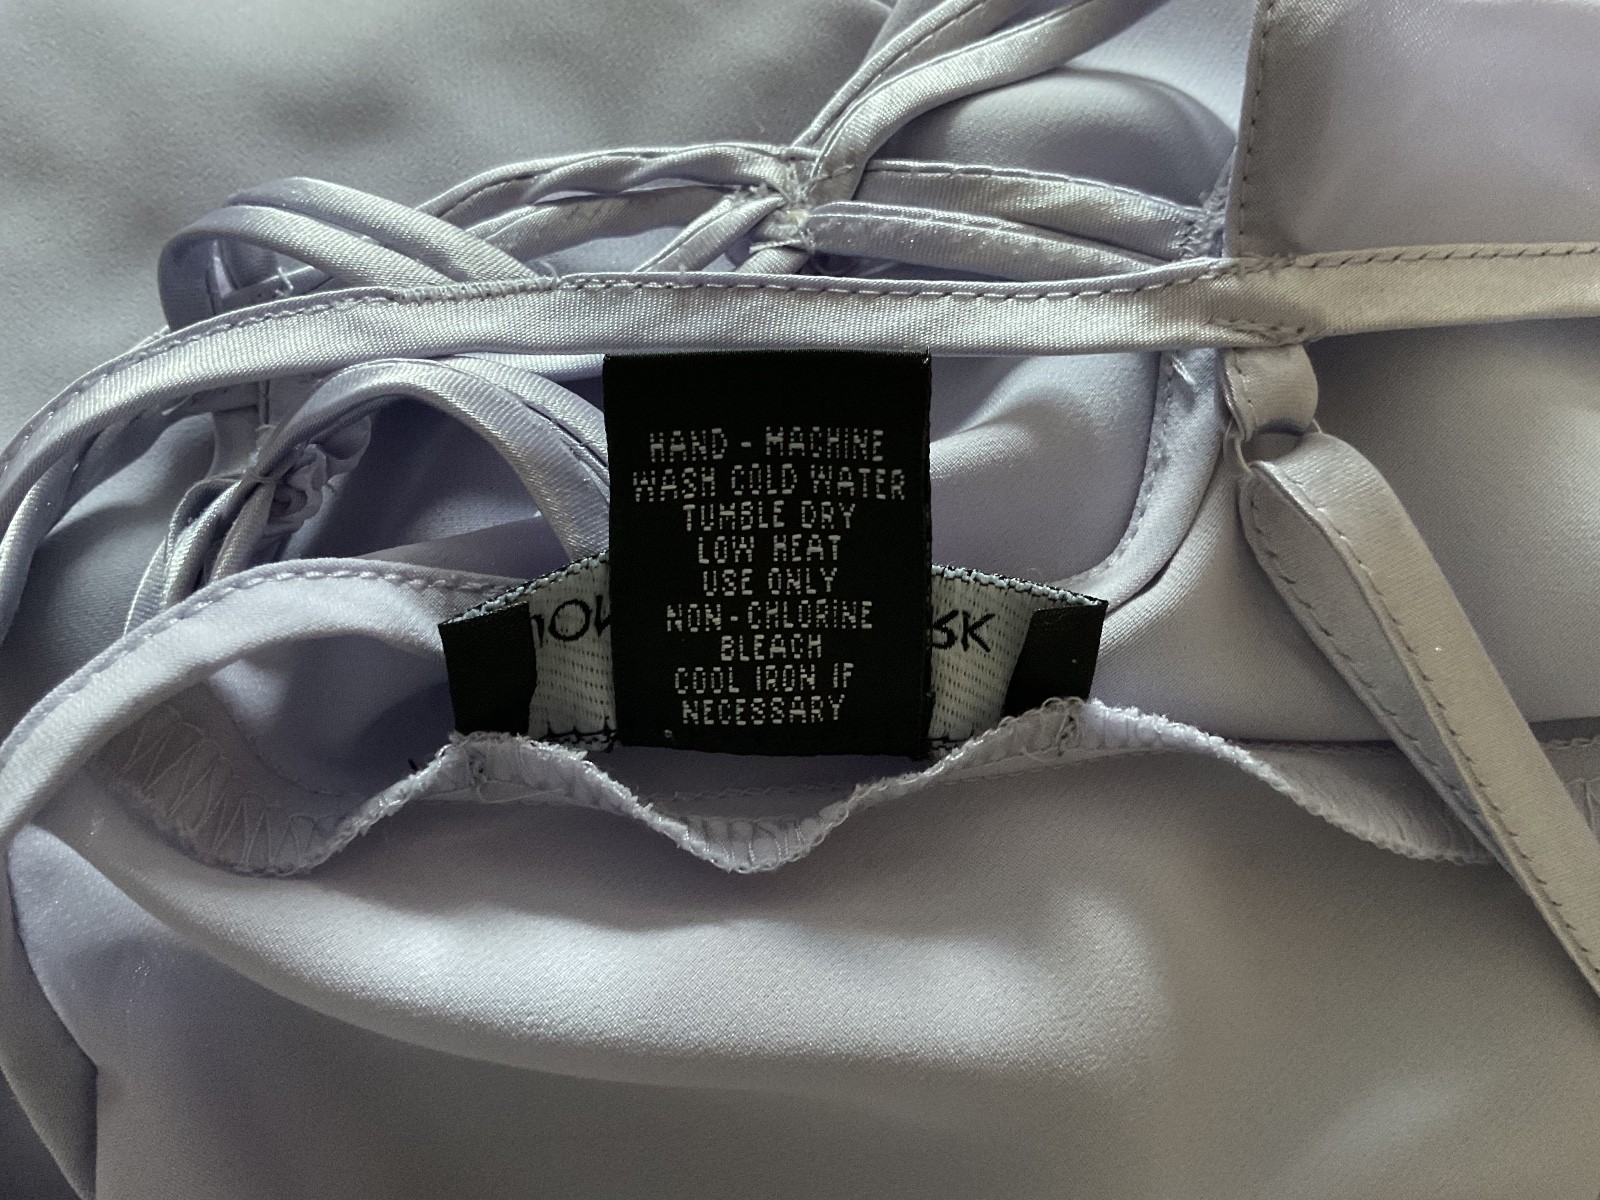 HAND - MACHINE
WASH COLD WATER
TUMBLE DRY
LOW HEAT
USE ONLY
NON-CHLORINE
BLEACH
COOL IRON IF
NECESSARY